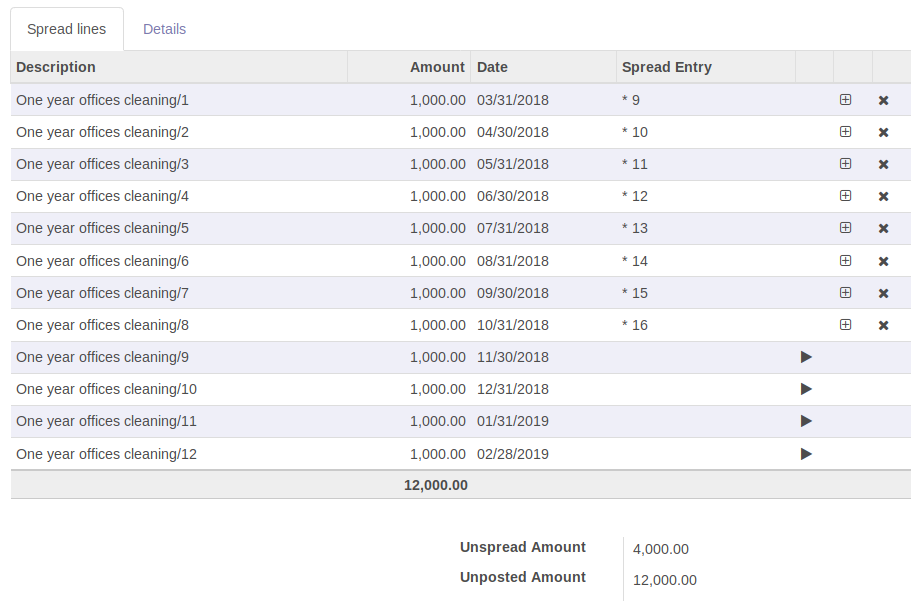 Spread lines Details
Description Amount Date Spread Entry
One year offices cleaning/1 1,000.00 03/31/2018 * 9
One year offices cleaning/2 1,000.00 04/30/2018 * 10
One year offices cleaning/3 1,000.00 05/31/2018 * 11
One year offices cleaning/4 1,000.00 06/30/2018 * 12
One year offices cleaning/5 1,000.00 07/31/2018 * 13
One year offices cleaning/6 1,000.00 08/31/2018 * 14
One year offices cleaning/7 1,000.00 09/30/2018 * 15
One year offices cleaning/8 1,000.00 10/31/2018 * 16
One year offices cleaning/9 1,000.00 11/30/2018
One year offices cleaning/10 1,000.00 12/31/2018
One year offices cleaning/11 1,000.00 01/31/2019
One year offices cleaning/12 1,000.00 02/28/2019
12,000.00
Unspread Amount 4,000.00
Unposted Amount 12,000.00